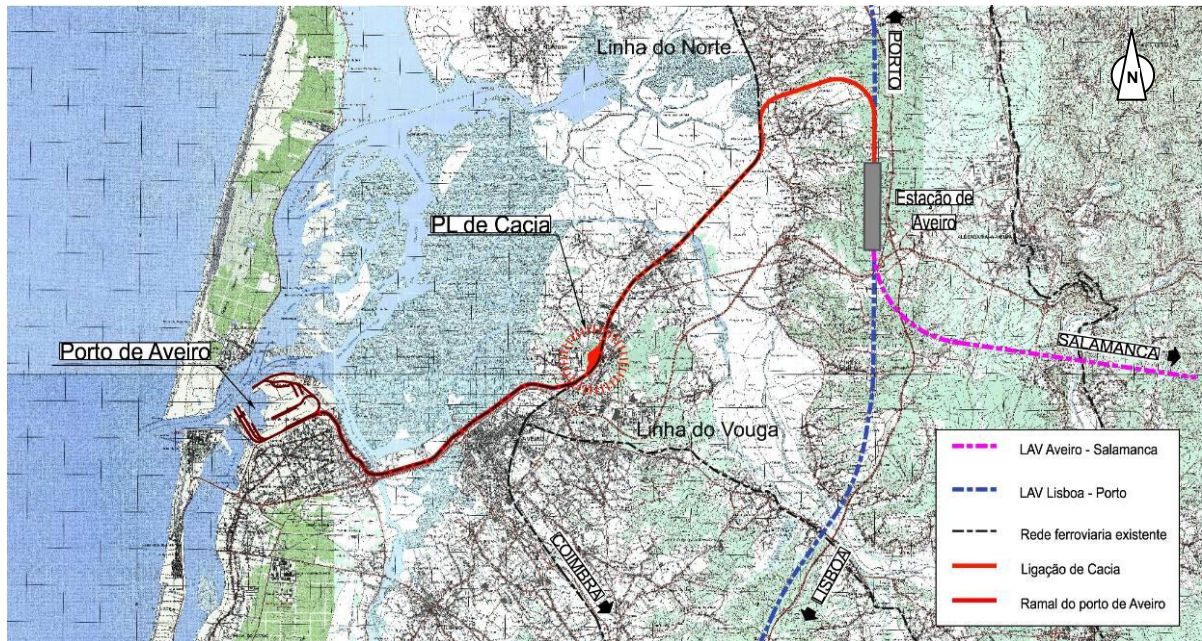 Linha do Norte
PORTO
N
PL de Cacia
Estação de
Aveiro
Porto de Aveiro
SALAMANCA
Linha do Vouga
COIMBRA
LISBOA
LAV Aveiro - Salamanca
LAV Lisboa - Porto
Rede ferroviaria existente
Ligação de Cacia
Ramal do porto de Aveiro